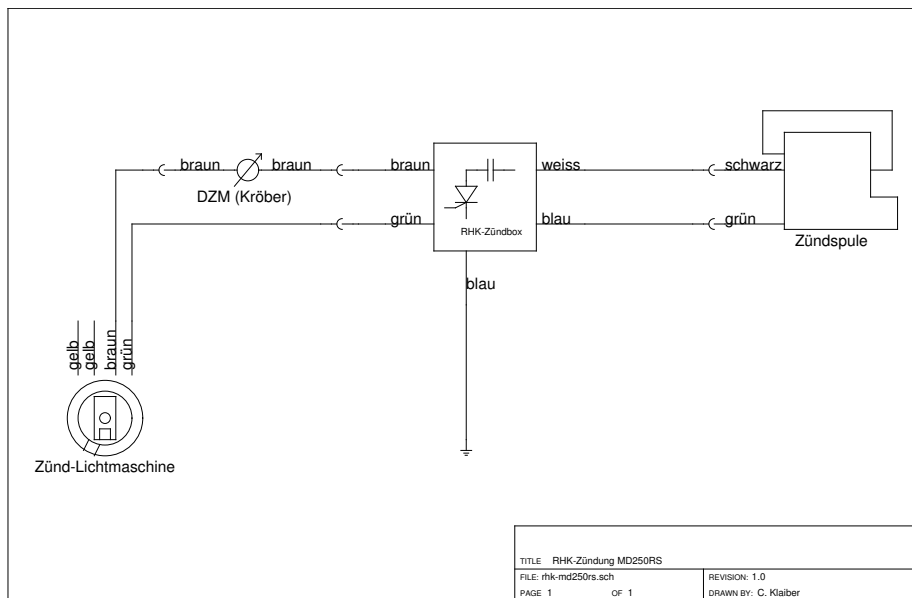 braun braun braun weiss schwarz
DZM (Kröber)
grün blau grün
RHK-Zündbox
Zündspule
blau
gelb gelb braun grün
Zünd-Lichtmaschine
TITLE RHK-Zündung MD250RS
FILE: rhk-md250rs.sch REVISION: 1.0
PAGE 1 OF 1 DRAWN BY: C. Klaiber